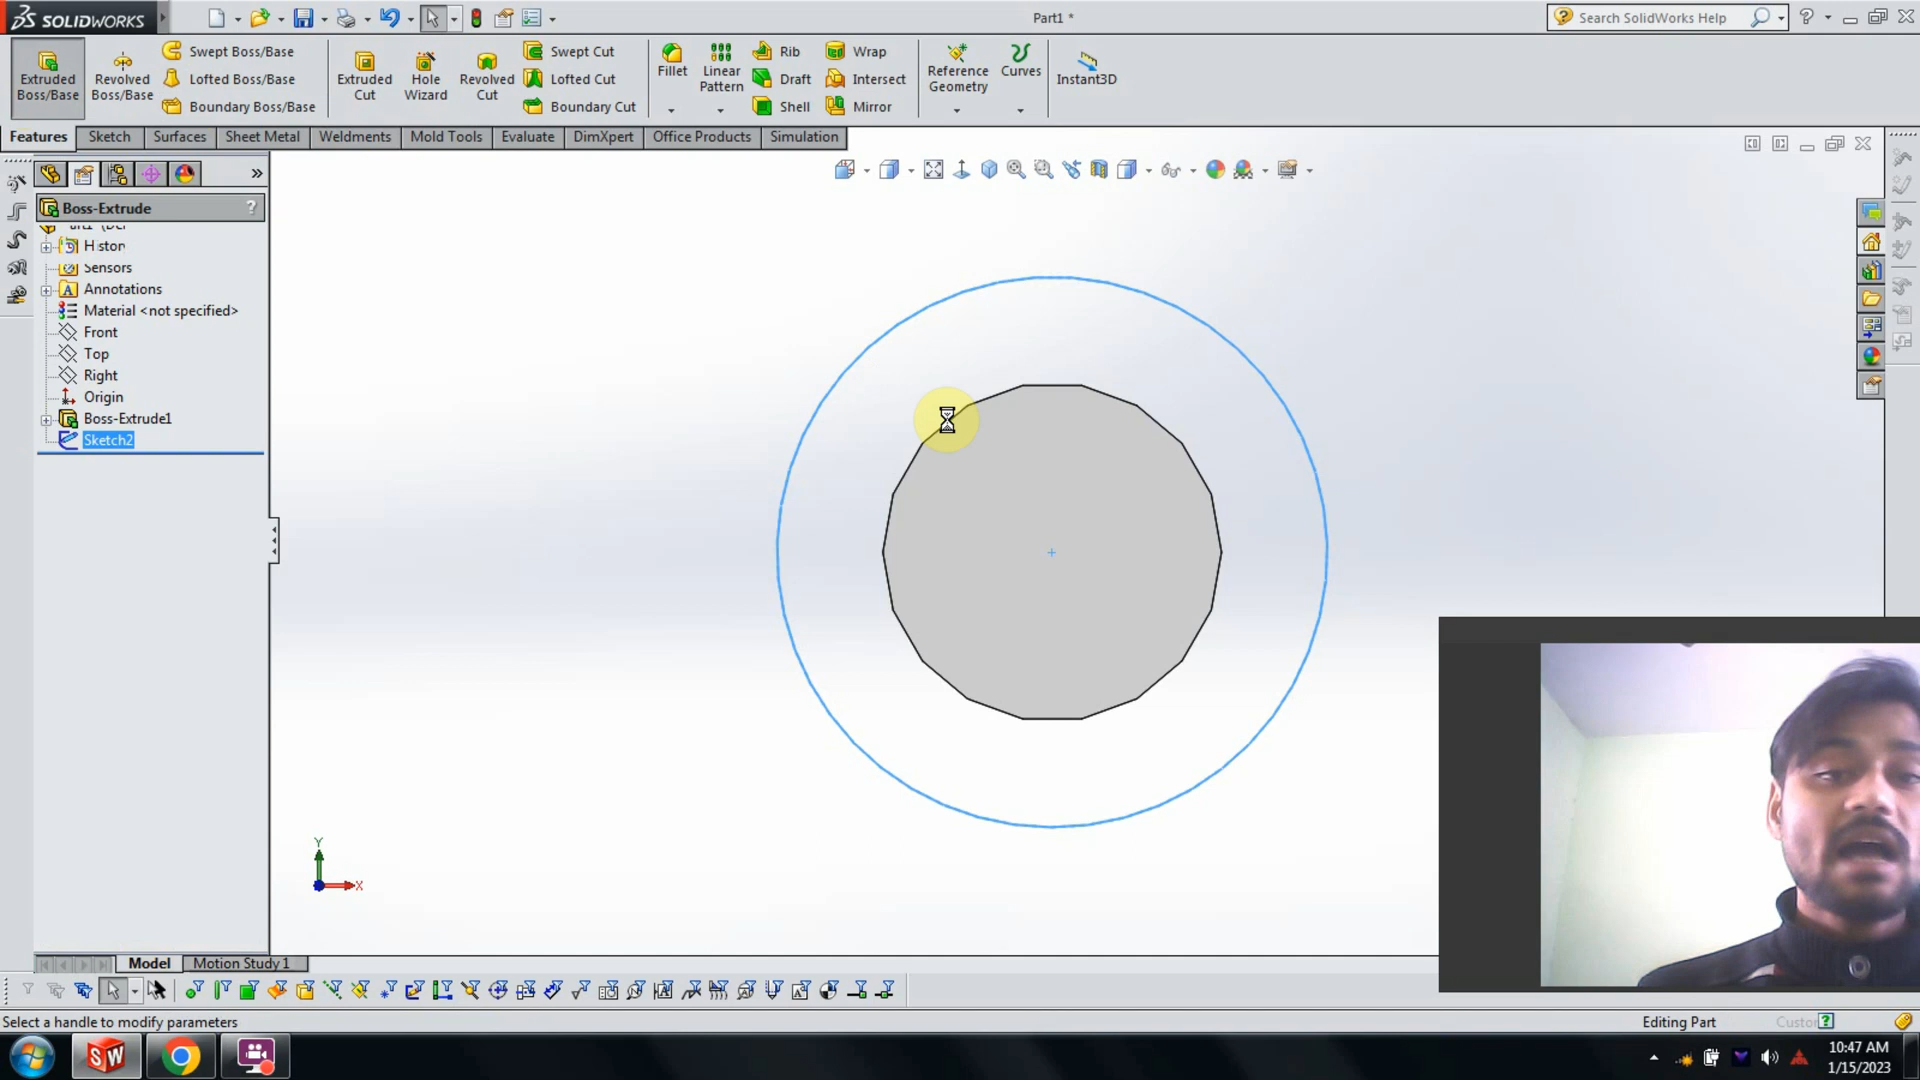 SOLIDWORKS
Part1 *
Search SolidWorks Help
Extruded Boss/Base
Revolved Boss/Base
Swept Boss/Base
Lofted Boss/Base
Boundary Boss/Base
Extruded Cut
Hole Wizard
Revolved Cut
Swept Cut
Lofted Cut
Boundary Cut
Fillet
Linear Pattern
Rib
Draft
Shell
Wrap
Intersect
Mirror
Reference Geometry
Curves
Instant3D
Features
Sketch
Surfaces
Sheet Metal
Weldments
Mold Tools
Evaluate
DimXpert
Office Products
Simulation
Boss-Extrude
?
Histor
Sensors
Annotations
Material <not specified>
Front
Top
Right
Origin
Boss-Extrude1
Sketch2
Y
X
Model
Motion Study 1
Select a handle to modify parameters
Editing Part
Custo
SW
10:47 AM
1/15/2023